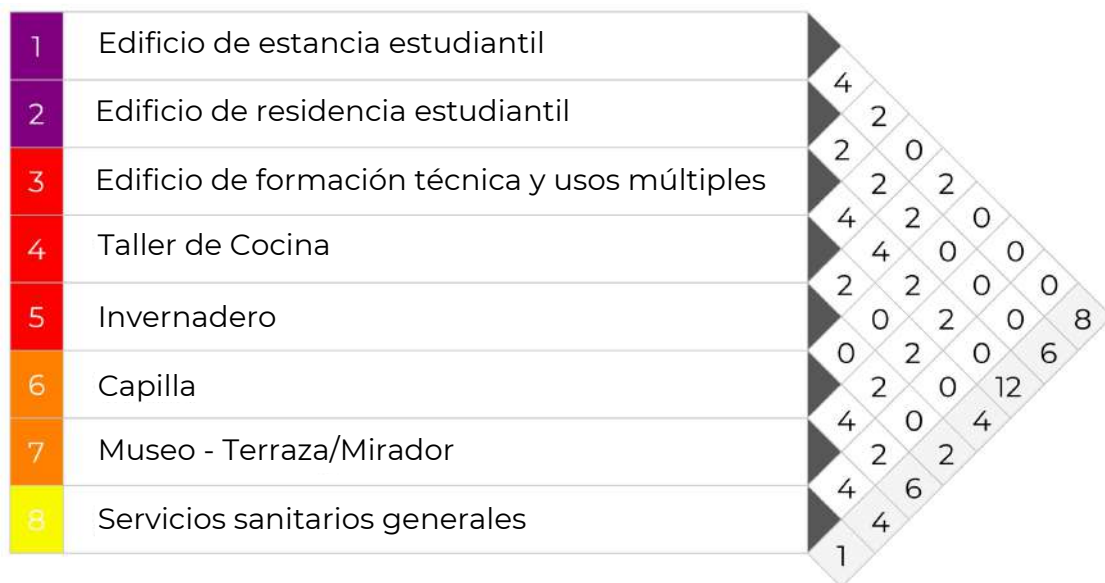 1 Edificio de estancia estudiantil
4
2 Edificio de residencia estudiantil 2
2 0
3 Edificio de formación técnica y usos múltiples 2 2
4 2 0
4 Taller de Cocina 4 0 0
2 2 0 0
5 Invernadero 0 2 0 8
0 2 0 6
6 Capilla 2 0 12
4 0 4
7 Museo - Terraza/Mirador 2 2
4 6
8 Servicios sanitarios generales 4
1